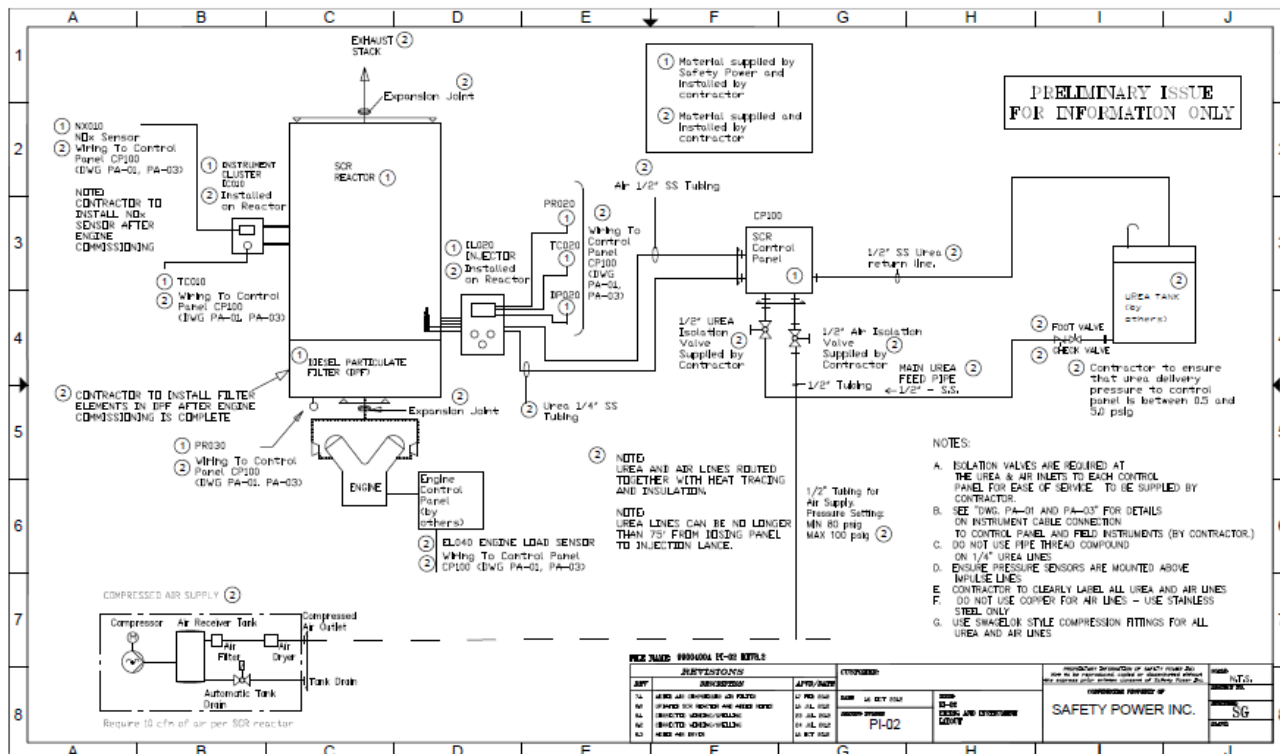 A B C D E F G H I J
1
EXHAUST 2
STACK
Expansion Joint
2
1 Material supplied by
Safety Power and
installed by
contractor
2 Material supplied and
Installed by
contractor
PRELIMINARY ISSUE
FOR INFORMATION ONLY
2
1 NX010
NOx Sensor
2 Wiring To Control
Panel CP100
(DWG PA-01, PA-03)
NOTE:
CONTRACTOR TO
INSTALL NOx
SENSOR AFTER
ENGINE
COMMISSIONING
1 INSTRUMENT
CLUSTER
IC010
2 Installed
on Reactor
SCR
REACTOR 1
2
Air 1/2" SS Tubing
3
1 TC010
2 Wiring To Control
Panel CP100
(DWG PA-01, PA-03)
1 IL020
INJECTOR
2 Installed
on Reactor
PR020
1
TC020
1
DP020
1
2
Wiring To
Control
Panel
CP100
(DWG
PA-01,
PA-03)
CP100
SCR
Control
Panel
1
1/2" SS Urea 2
return line.
2
UREA TANK
(by
others)
4
1/2" UREA
Isolation
Valve 2
Supplied by
Contractor
1/2" Air Isolation
Valve 2
Supplied by
Contractor
1/2" Tubing
MAIN UREA 2
FEED PIPE
1/2" - S.S.
2 FOOT VALVE
2 CHECK VALVE
2 Contractor to ensure
that urea delivery
pressure to control
panel is between 0.5 and
5.0 psig
1 DIESEL PARTICULATE
FILTER (DPF)
2 CONTRACTOR TO INSTALL FILTER
ELEMENTS IN DPF AFTER ENGINE
COMMISSIONING IS COMPLETE
2
Expansion Joint
2 Urea 1/4" SS
Tubing
5
1 PR030
2 Wiring To Control
Panel CP100
(DWG PA-01, PA-03)
ENGINE
Engine
Control
Panel
(by
others)
2 EL040 ENGINE LOAD SENSOR
2 Wiring To Control Panel
CP100 (DWG PA-01, PA-03)
2 NOTE:
UREA AND AIR LINES ROUTED
TOGETHER WITH HEAT TRACING
AND INSULATION.
NOTE:
UREA LINES CAN BE NO LONGER
THAN 75' FROM DOSING PANEL
TO INJECTION LANCE.
1/2" Tubing for
Air Supply.
Pressure Setting:
MIN 80 psig
MAX 100 psig 2
6
NOTES:
A. ISOLATION VALVES ARE REQUIRED AT
THE UREA & AIR INLETS TO EACH CONTROL
PANEL FOR EASE OF SERVICE TO BE SUPPLIED BY
CONTRACTOR.
B. SEE "DWG. PA-01 AND PA-03" FOR DETAILS
ON INSTRUMENT CABLE CONNECTION
TO CONTROL PANEL AND FIELD INSTRUMENTS (BY CONTRACTOR.)
C. DO NOT USE PIPE THREAD COMPOUND
ON 1/4" UREA LINES
D. ENSURE PRESSURE SENSORS ARE MOUNTED ABOVE
IMPULSE LINES
E. CONTRACTOR TO CLEARLY LABEL ALL UREA AND AIR LINES
F. DO NOT USE COPPER FOR AIR LINES - USE STAINLESS
STEEL ONLY
G. USE SWAGELOK STYLE COMPRESSION FITTINGS FOR ALL
UREA AND AIR LINES
7
COMPRESSED AIR SUPPLY 2
Compressor
M
Air Receiver Tank
Air
Filter
Air
Dryer
Compressed
Air Outlet
Tank Drain
Automatic Tank
Drain
Require 10 cfm of air per SCR reactor
8
REVISIONS
REV DESCRIPTION APVD/DATE
CUSTOMER:
PI-02
SAFETY POWER INC.
N.T.S.
SG
A B C D E F G H I J